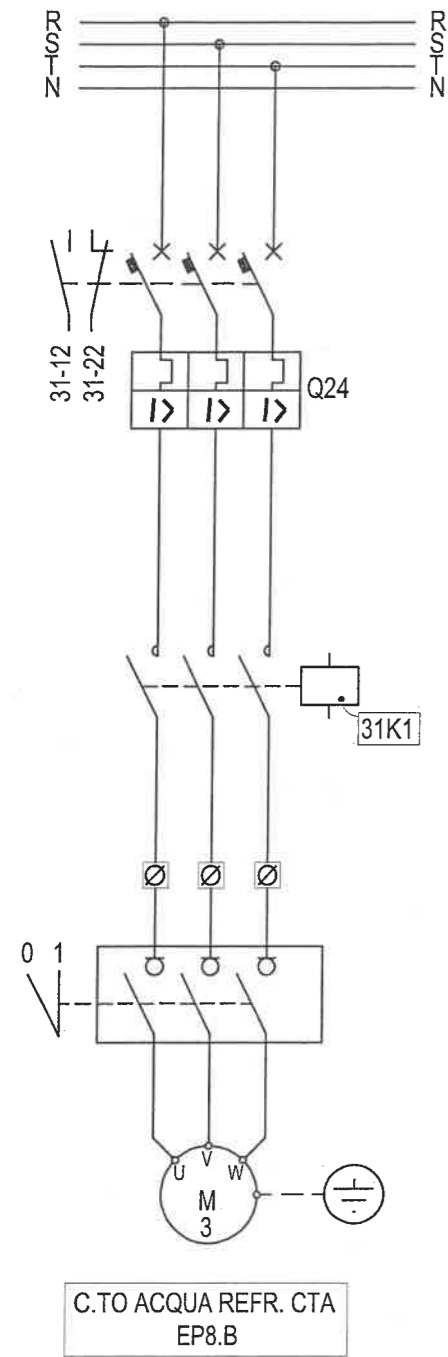 R R
S S
T T
N N
31-12
31-22
Q24
I>
I>
I>
31K1
0 1
U V W
M
3
C.TO ACQUA REFR. CTA
EP8.B